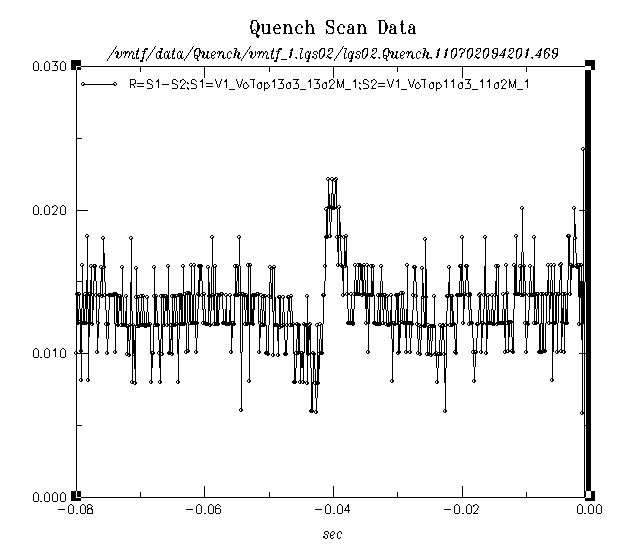 Quench Scan Data
/vmtf/data/Quench/vmtf_1.lqs02/lqs02.Quench.110702094201.469
R=S1-S2;S1=V1_VoTap13a3_13a2M_1;S2=V1_VoTap11a3_11a2M_1
0.030
0.020
0.010
0.000
-0.08 -0.06 -0.04 -0.02 0.00
sec